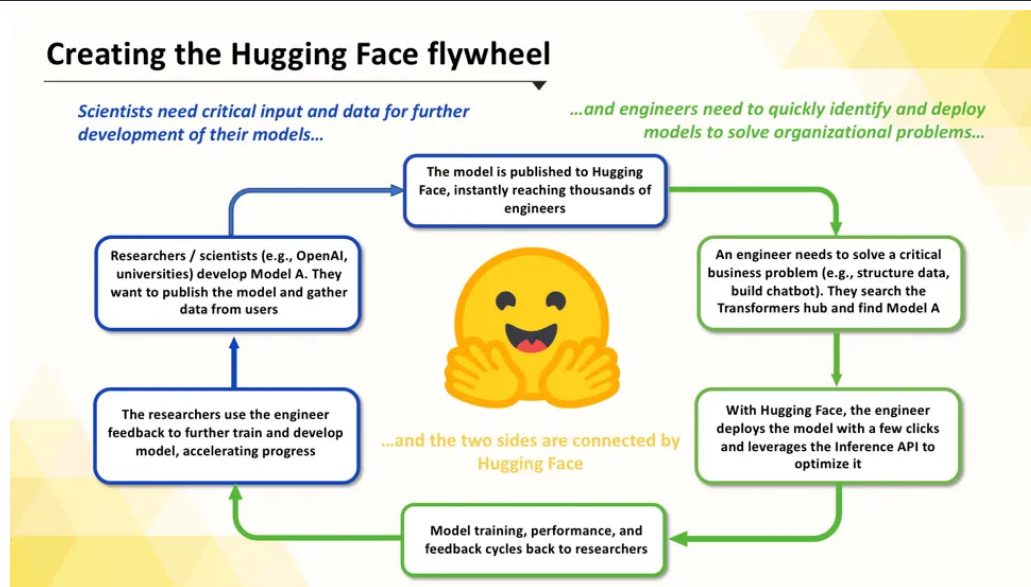 Creating the Hugging Face flywheel
Scientists need critical input and data for further
development of their models…
…and engineers need to quickly identify and deploy
models to solve organizational problems…
The model is published to Hugging
Face, instantly reaching thousands of
engineers
Researchers / scientists (e.g., OpenAI,
universities) develop Model A. They
want to publish the model and gather
data from users
An engineer needs to solve a critical
business problem (e.g., structure data,
build chatbot). They search the
Transformers hub and find Model A
The researchers use the engineer
feedback to further train and develop
model, accelerating progress
…and the two sides are connected by
Hugging Face
With Hugging Face, the engineer
deploys the model with a few clicks
and leverages the Inference API to
optimize it
Model training, performance, and
feedback cycles back to researchers